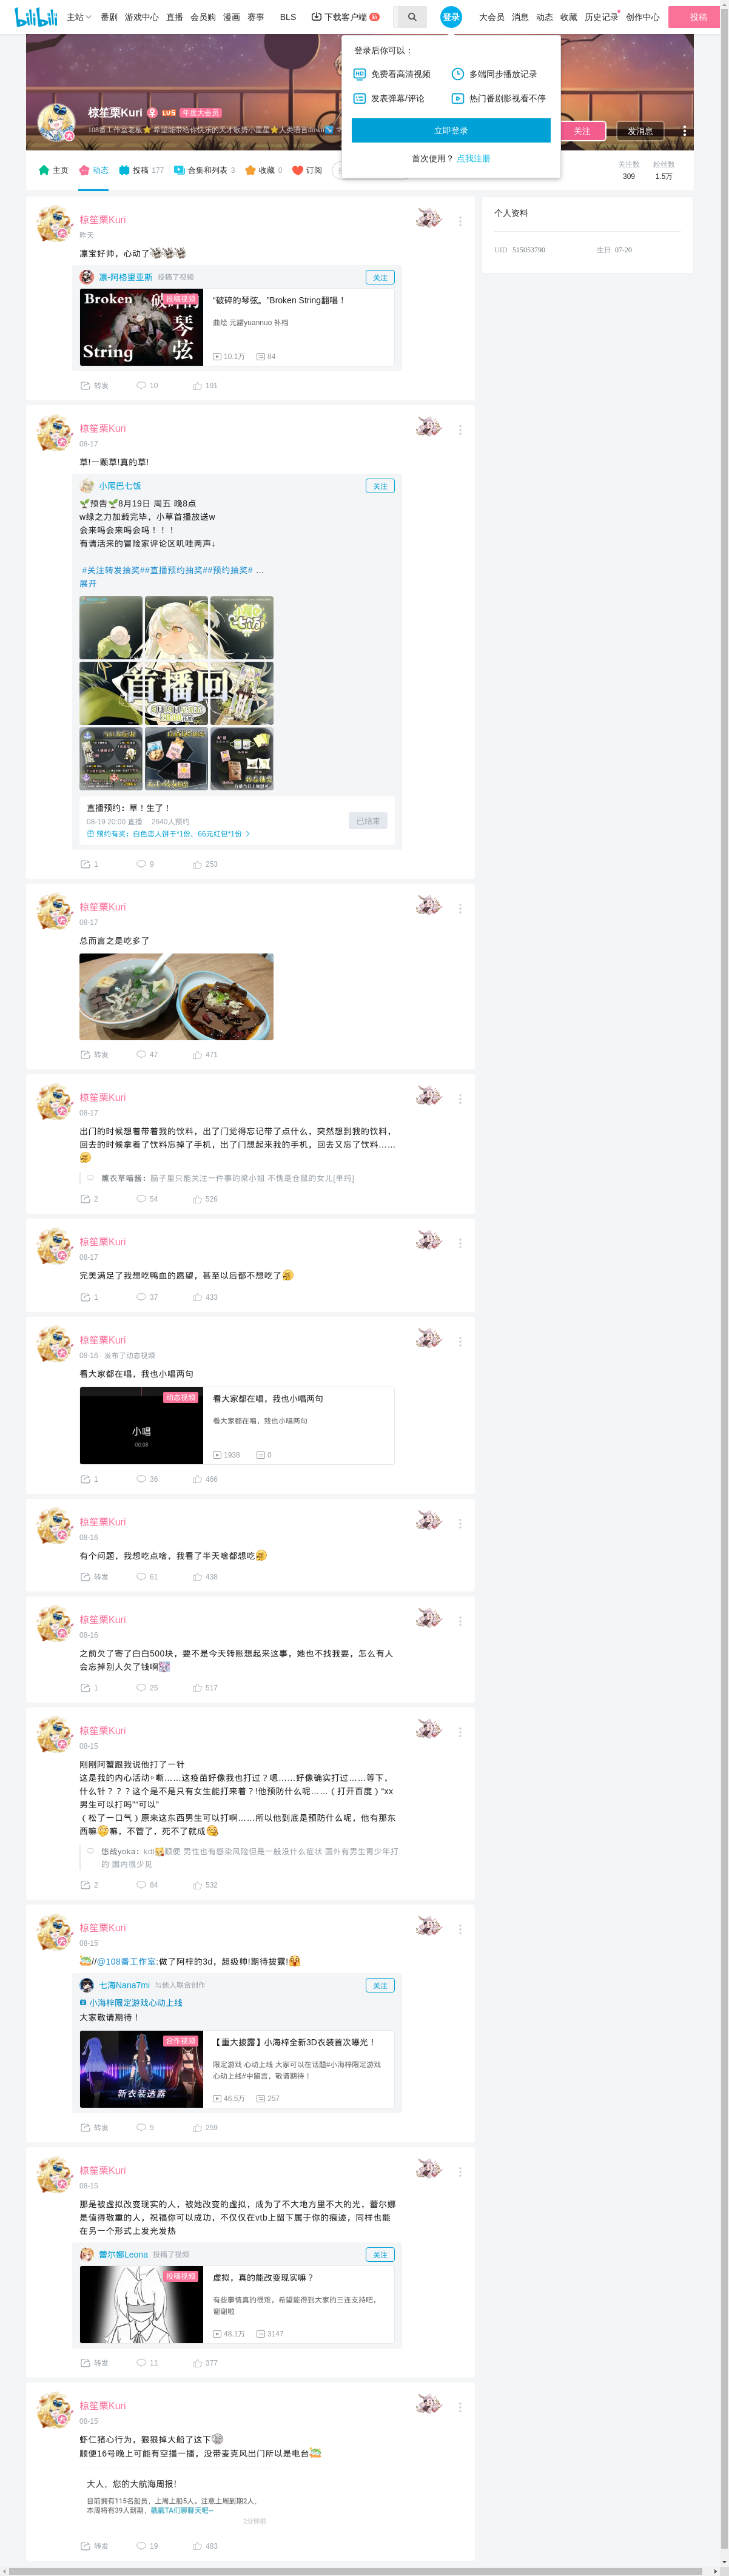 bilibili 主站 番剧 游戏中心 直播 会员购 漫画 赛事 BLS 下载客户端 登录 大会员 消息 动态 收藏 历史记录 创作中心 投稿
登录后你可以：
免费看高清视频 多端同步播放记录
发表弹幕/评论 热门番剧影视看不停
立即登录
首次使用？ 点我注册
椋笙栗Kuri LV5 年度大会员
关注 发消息
主页 动态 投稿 177 合集和列表 3 收藏 0 订阅
关注数 粉丝数
309 1.5万
个人资料
UID 515053790 生日 07-20
椋笙栗Kuri
昨天
凛宝好帅，心动了
凛-阿格里亚斯 投稿了视频 关注
Broken 碎的琴弦 String
投稿视频
“破碎的琴弦。”Broken String翻唱！
曲绘 元諾yuannuo 补档
10.1万 84
转发 10 191
椋笙栗Kuri
08-17
草!一颗草!真的草!
小尾巴七饭 关注
预告 8月19日 周五 晚8点
w绿之力加载完毕，小草首播放送w
会来吗会来吗会吗！！！
有请活来的冒险家评论区叽哇两声↓
#关注转发抽奖##直播预约抽奖##预约抽奖# …
展开
首播回
直播预约：草！生了！
08-19 20:00 直播 2640人预约
预约有奖：白色恋人饼干*1份、66元红包*1份
已结束
1 9 253
椋笙栗Kuri
08-17
总而言之是吃多了
转发 47 471
椋笙栗Kuri
08-17
出门的时候想着带着我的饮料，出了门觉得忘记带了点什么，突然想到我的饮料，
回去的时候拿着了饮料忘掉了手机，出了门想起来我的手机，回去又忘了饮料……
薰衣草喵酱：脑子里只能关注一件事的梁小姐 不愧是仓鼠的女儿[单纯]
2 54 526
椋笙栗Kuri
08-17
完美满足了我想吃鸭血的愿望，甚至以后都不想吃了
1 37 433
椋笙栗Kuri
08-16 · 发布了动态视频
看大家都在唱，我也小唱两句
动态视频
小唱
00:08
看大家都在唱，我也小唱两句
看大家都在唱，我也小唱两句
1938 0
1 36 466
椋笙栗Kuri
08-16
有个问题，我想吃点啥，我看了半天啥都想吃
转发 61 438
椋笙栗Kuri
08-16
之前欠了寄了白白500块，要不是今天转账想起来这事，她也不找我要，怎么有人
会忘掉别人欠了钱啊
1 25 517
椋笙栗Kuri
08-15
刚刚阿蟹跟我说他打了一针
这是我的内心活动▹嘶……这疫苗好像我也打过？嗯……好像确实打过……等下，
什么针？？？这个是不是只有女生能打来着？!他预防什么呢……（打开百度）“xx
男生可以打吗”“可以”
（松了一口气）原来这东西男生可以打啊……所以他到底是预防什么呢，他有那东
西嘛 嘛，不管了，死不了就成
悠哉yoka：kdl 顺便 男性也有感染风险但是一般没什么症状 国外有男生青少年打
的 国内很少见
2 84 532
椋笙栗Kuri
08-15
//@108番工作室:做了阿梓的3d，超级帅!期待披露!
七海Nana7mi 与他人联合创作 关注
小海梓限定游戏心动上线
大家敬请期待！
合作视频
新衣装透露
【重大披露】小海梓全新3D衣装首次曝光！
限定游戏 心动上线 大家可以在话题#小海梓限定游戏
心动上线#中留言，敬请期待！
46.5万 257
转发 5 259
椋笙栗Kuri
08-15
那是被虚拟改变现实的人，被她改变的虚拟，成为了不大地方里不大的光，蕾尔娜
是值得敬重的人，祝福你可以成功，不仅仅在vtb上留下属于你的痕迹，同样也能
在另一个形式上发光发热
蕾尔娜Leona 投稿了视频 关注
投稿视频
虚拟，真的能改变现实嘛？
有些事情真的很难，希望能得到大家的三连支持吧，
谢谢啦
48.1万 3147
转发 11 377
椋笙栗Kuri
08-15
虾仁猪心行为，狠狠掉大船了这下
顺便16号晚上可能有空播一播，没带麦克风出门所以是电台
大人，您的大航海周报!
目前拥有115名船员，上周上船5人。注意上周到期2人，
本周将有39人到期，戳戳TA们聊聊天吧~
2分钟前
转发 19 483